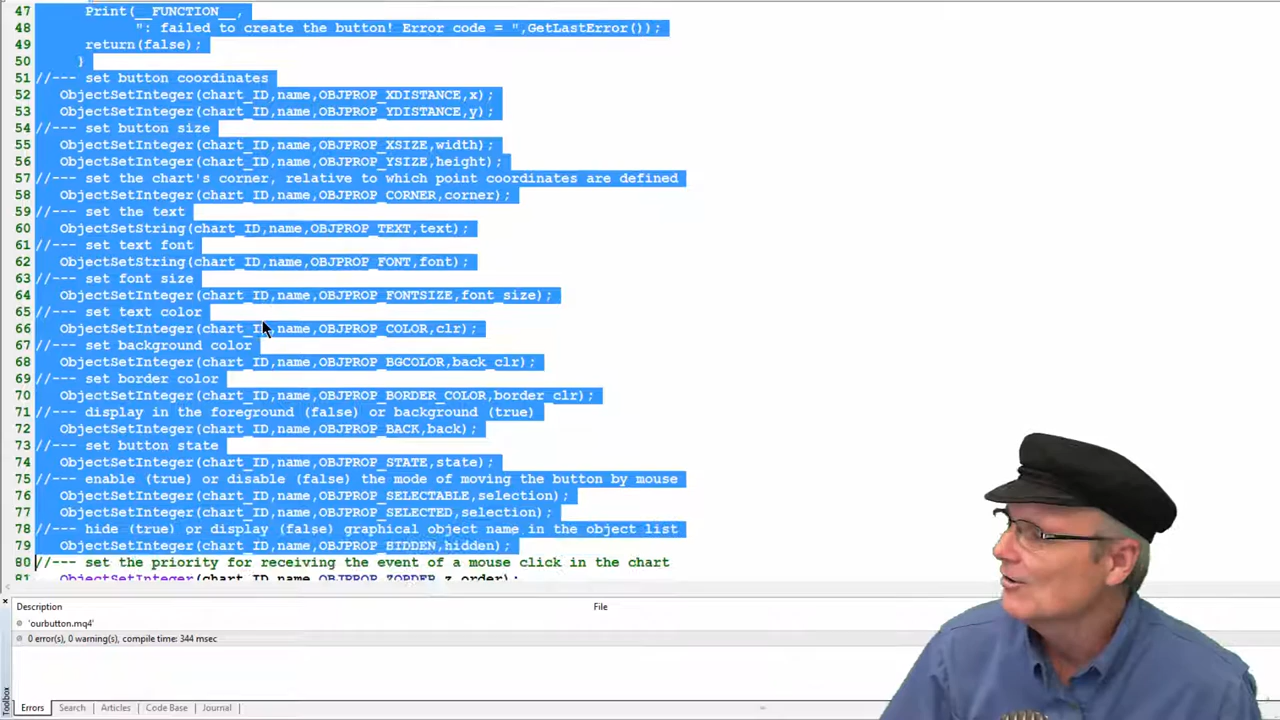 47 Print(__FUNCTION__,
48 ": failed to create the button! Error code = ",GetLastError());
49 return(false);
50 }
51 //--- set button coordinates
52 ObjectSetInteger(chart_ID,name,OBJPROP_XDISTANCE,x);
53 ObjectSetInteger(chart_ID,name,OBJPROP_YDISTANCE,y);
54 //--- set button size
55 ObjectSetInteger(chart_ID,name,OBJPROP_XSIZE,width);
56 ObjectSetInteger(chart_ID,name,OBJPROP_YSIZE,height);
57 //--- set the chart's corner, relative to which point coordinates are defined
58 ObjectSetInteger(chart_ID,name,OBJPROP_CORNER,corner);
59 //--- set the text
60 ObjectSetString(chart_ID,name,OBJPROP_TEXT,text);
61 //--- set text font
62 ObjectSetString(chart_ID,name,OBJPROP_FONT,font);
63 //--- set font size
64 ObjectSetInteger(chart_ID,name,OBJPROP_FONTSIZE,font_size);
65 //--- set text color
66 ObjectSetInteger(chart_ID,name,OBJPROP_COLOR,clr);
67 //--- set background color
68 ObjectSetInteger(chart_ID,name,OBJPROP_BGCOLOR,back_clr);
69 //--- set border color
70 ObjectSetInteger(chart_ID,name,OBJPROP_BORDER_COLOR,border_clr);
71 //--- display in the foreground (false) or background (true)
72 ObjectSetInteger(chart_ID,name,OBJPROP_BACK,back);
73 //--- set button state
74 ObjectSetInteger(chart_ID,name,OBJPROP_STATE,state);
75 //--- enable (true) or disable (false) the mode of moving the button by mouse
76 ObjectSetInteger(chart_ID,name,OBJPROP_SELECTABLE,selection);
77 ObjectSetInteger(chart_ID,name,OBJPROP_SELECTED,selection);
78 //--- hide (true) or display (false) graphical object name in the object list
79 ObjectSetInteger(chart_ID,name,OBJPROP_HIDDEN,hidden);
80 //--- set the priority for receiving the event of a mouse click in the chart
81 ObjectSetInteger(chart_ID,name,OBJPROP_ZORDER,z_order);
Description File
'ourbutton.mq4'
0 error(s), 0 warning(s), compile time: 344 msec
Toolbox
Errors Search Articles Code Base Journal